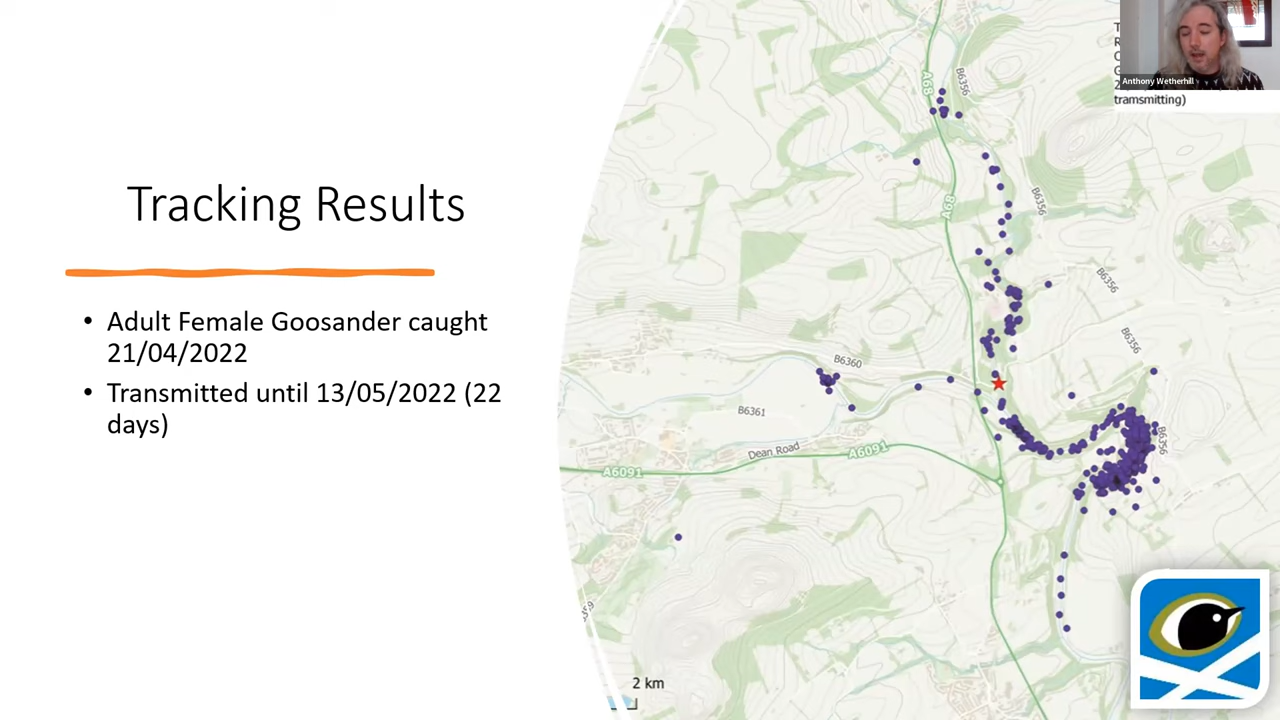 Tracking Results
• Adult Female Goosander caught
21/04/2022
• Transmitted until 13/05/2022 (22
days)
A68
B6356
A68
B6356
B6356
B6356
B6360
B6361
Dean Road
A6091
A6091
B6356
2 km
Anthony Wetherhill
tramsmitting)